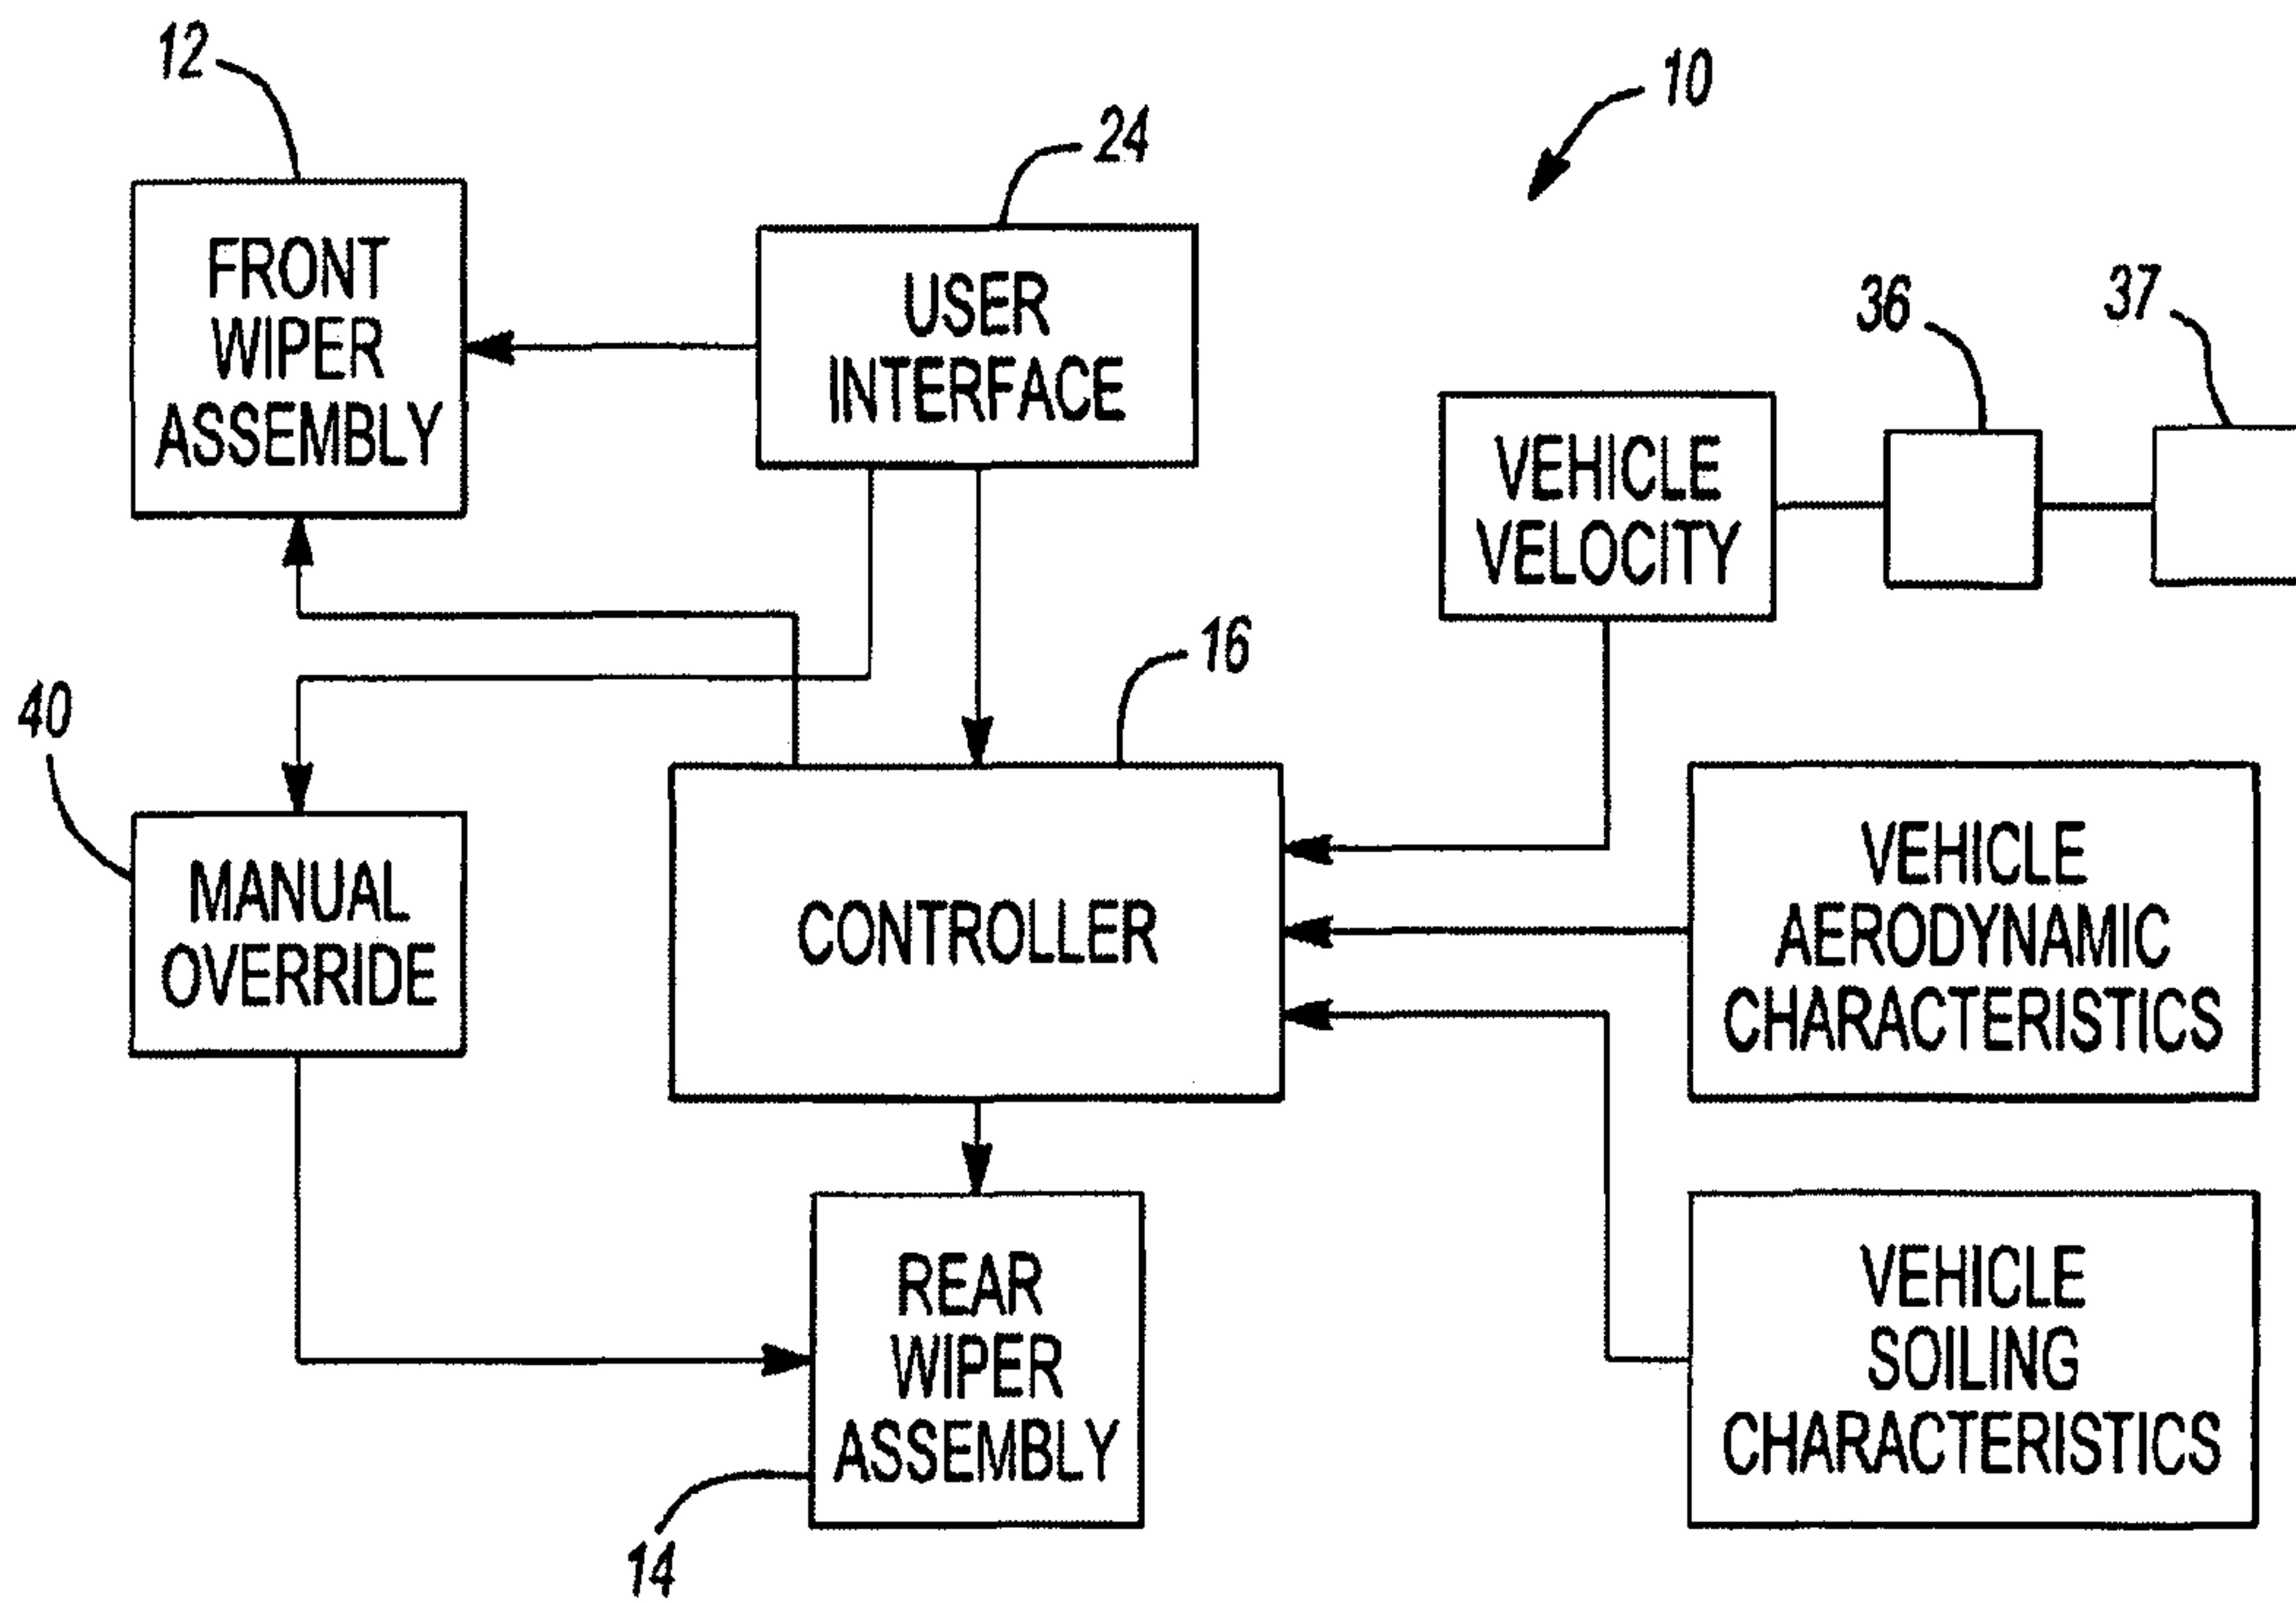 12
24
10
FRONT
WIPER
ASSEMBLY
USER
INTERFACE
36
37
VEHICLE
VELOCITY
16
40
MANUAL
OVERRIDE
CONTROLLER
VEHICLE
AERODYNAMIC
CHARACTERISTICS
REAR
WIPER
ASSEMBLY
14
VEHICLE
SOILING
CHARACTERISTICS